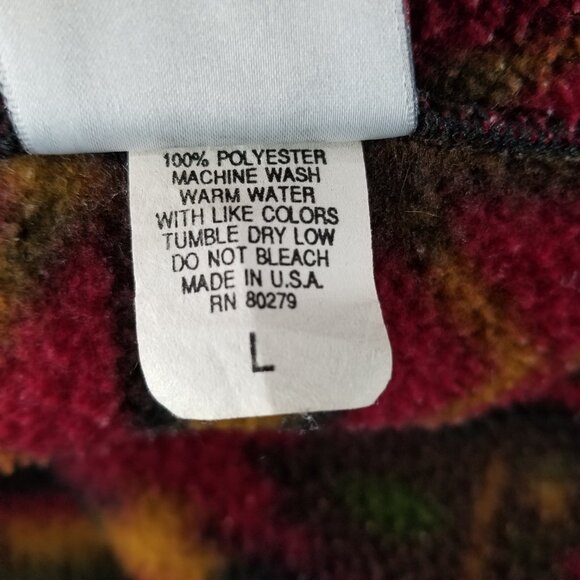 100% POLYESTER
MACHINE WASH
WARM WATER
WITH LIKE COLORS
TUMBLE DRY LOW
DO NOT BLEACH
MADE IN U.S.A.
RN 80279
L